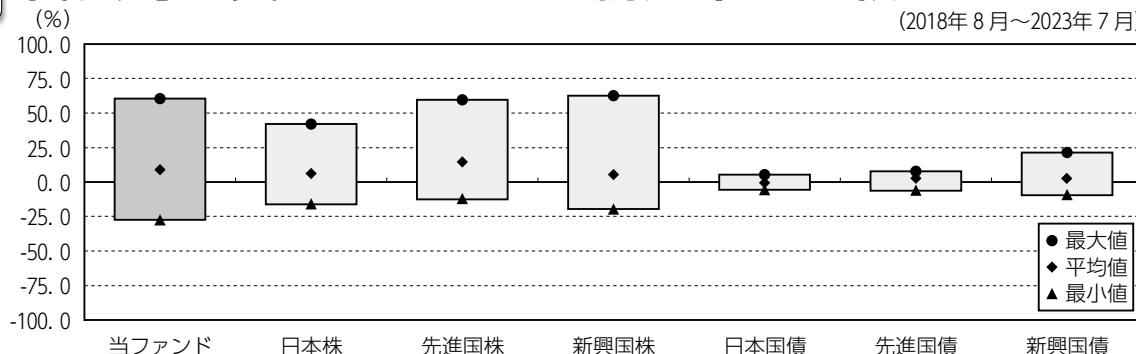 (%)
(2018年8月～2023年7月)
100.0
75.0
50.0
25.0
0.0
-25.0
-50.0
-75.0
-100.0
最大値
平均値
最小値
当ファンド 日本株 先進国株 新興国株 日本国債 先進国債 新興国債